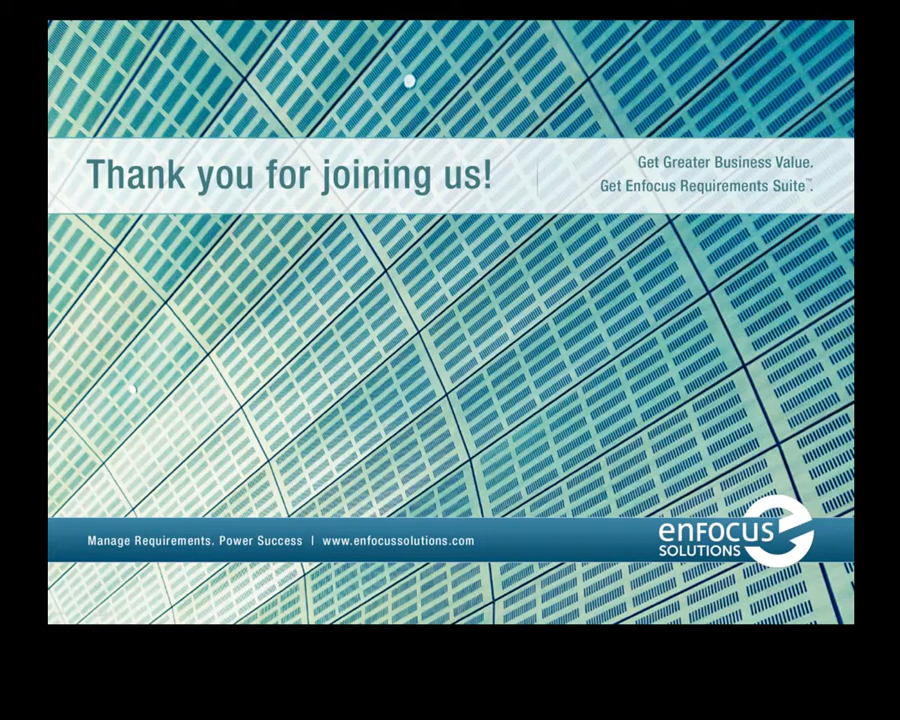 Thank you for joining us!
Get Greater Business Value.
Get Enfocus Requirements Suite™.
Manage Requirements. Power Success | www.enfocussolutions.com
enfocus
SOLUTIONS